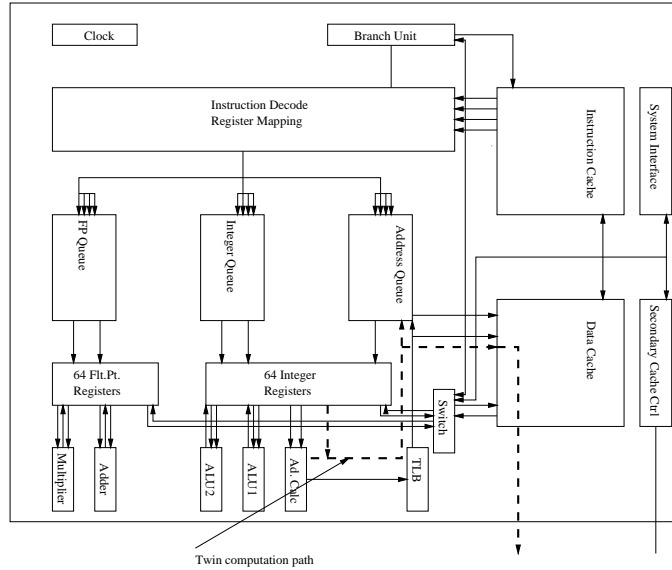 Clock
Branch Unit
Instruction Decode
Register Mapping
Instruction Cache
System Interface
FP Queue
Integer Queue
Address Queue
Data Cache
Secondary Cache Ctrl
64 Flt.Pt.
Registers
64 Integer
Registers
Switch
Multiplier
Adder
ALU2
ALU1
Ad. Calc
TLB
Twin computation path